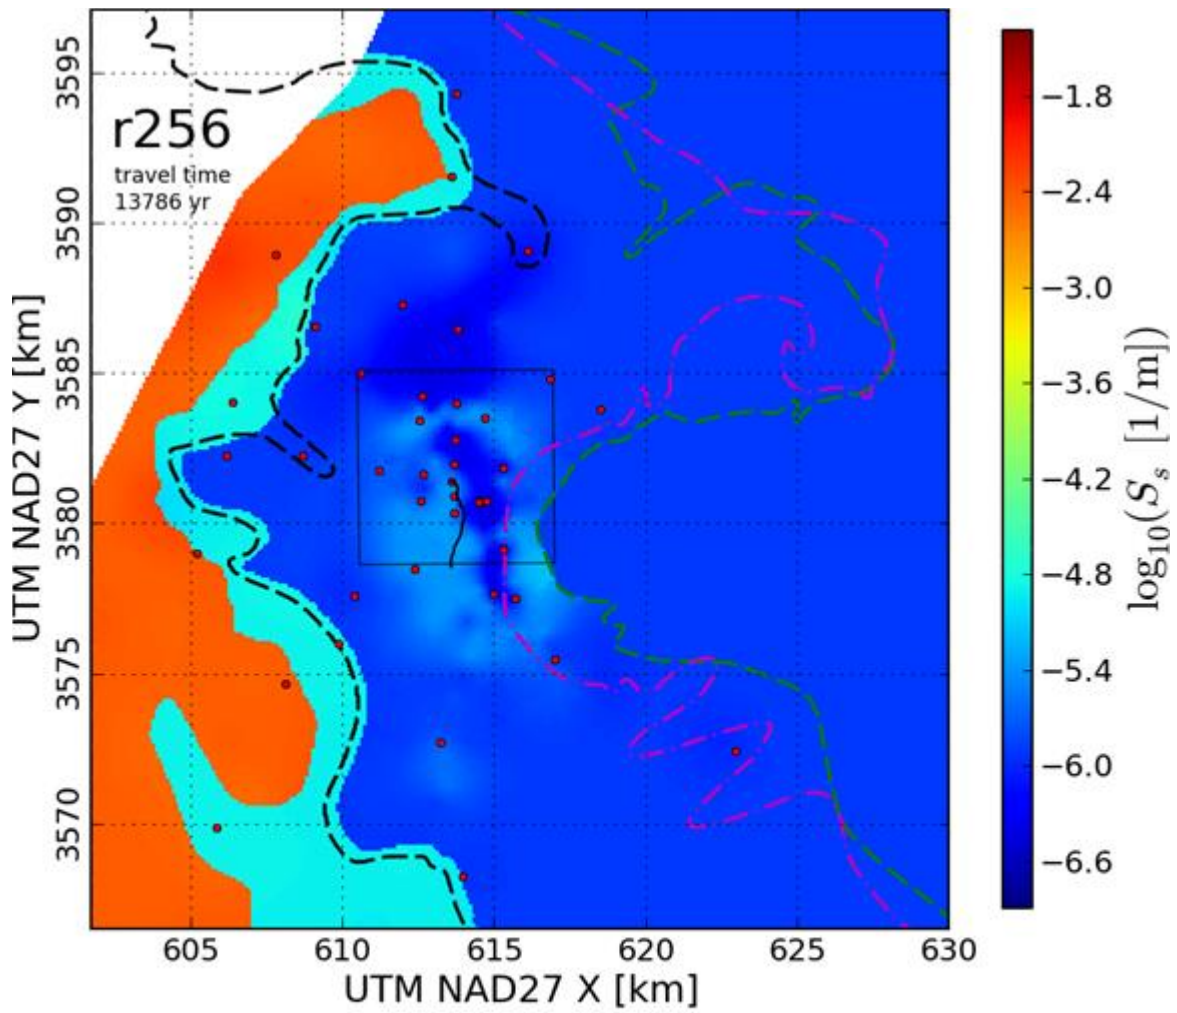 r256
travel time
13786 yr
3595
3590
3585
3580
3575
3570
UTM NAD27 Y [km]
605 610 615 620 625 630
UTM NAD27 X [km]
−1.8
−2.4
−3.0
−3.6
−4.2
−4.8
−5.4
−6.0
−6.6
log₁₀(Sₛ [1/m])